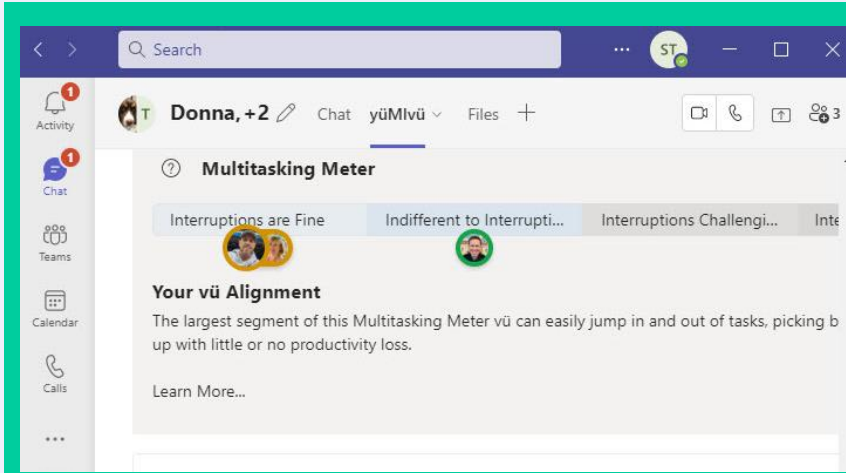 Search
ST
1
Activity
T
Donna, +2
Chat
yüMIvü
Files
3
1
Chat
Multitasking Meter
Teams
Interruptions are Fine
Indifferent to Interrupti...
Interruptions Challengi...
Inte
Calendar
Your vü Alignment
The largest segment of this Multitasking Meter vü can easily jump in and out of tasks, picking b
up with little or no productivity loss.
Calls
Learn More...